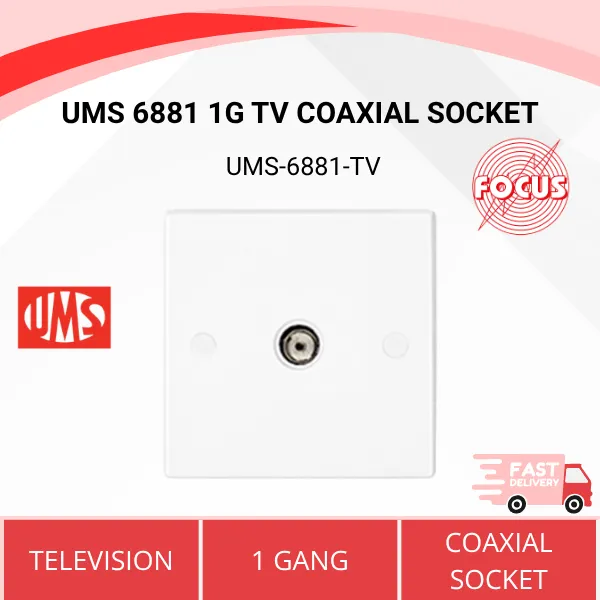 UMS 6881 1G TV COAXIAL SOCKET
UMS-6881-TV
FOCUS
UMS
FAST
DELIVERY
TELEVISION
1 GANG
COAXIAL
SOCKET